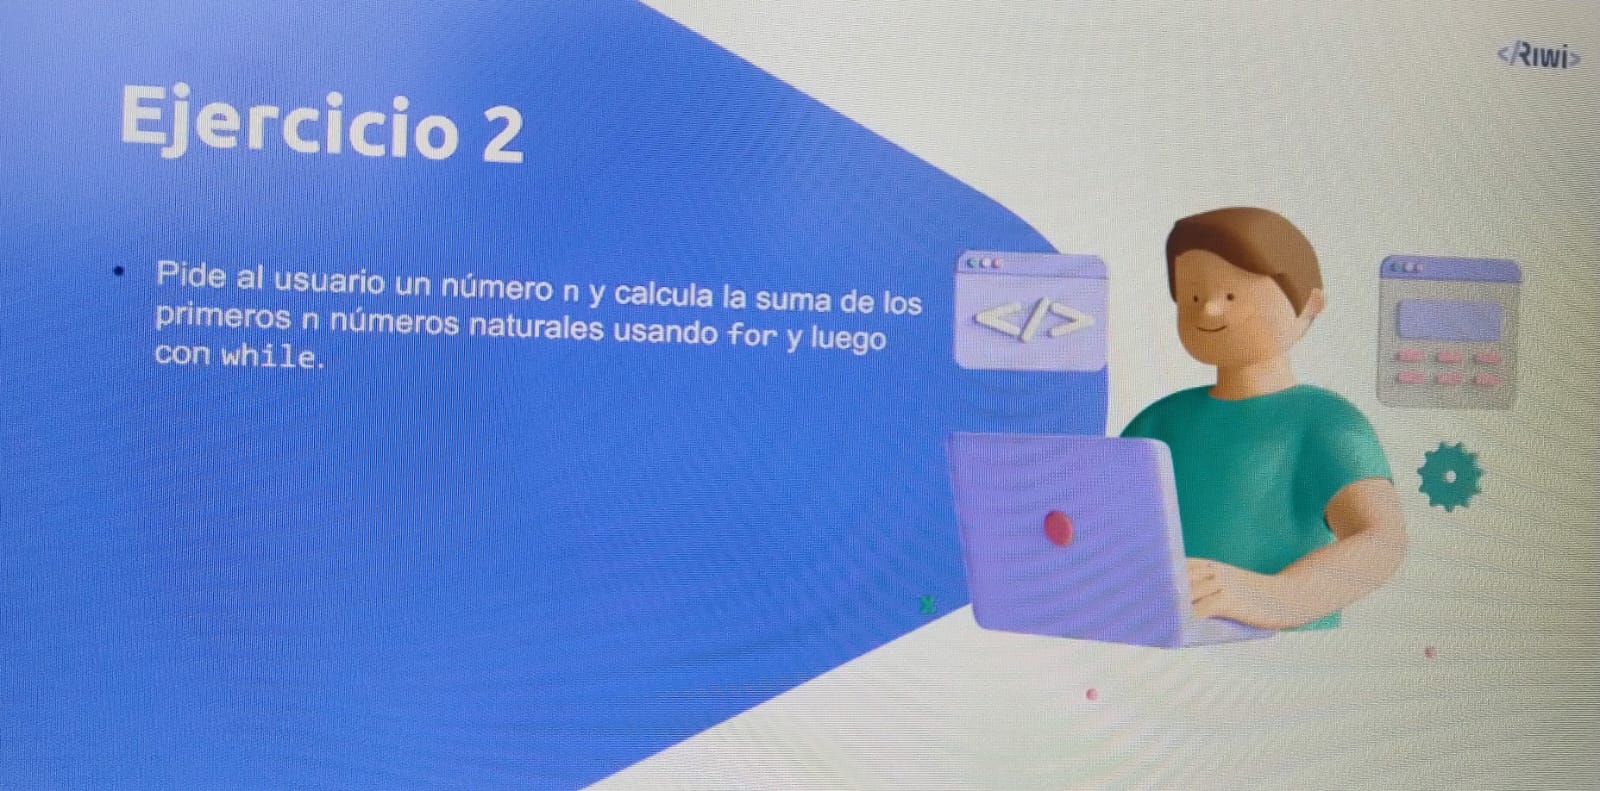 </Riwi>
Ejercicio 2
• Pide al usuario un número n y calcula la suma de los
primeros n números naturales usando for y luego
con while.
</>